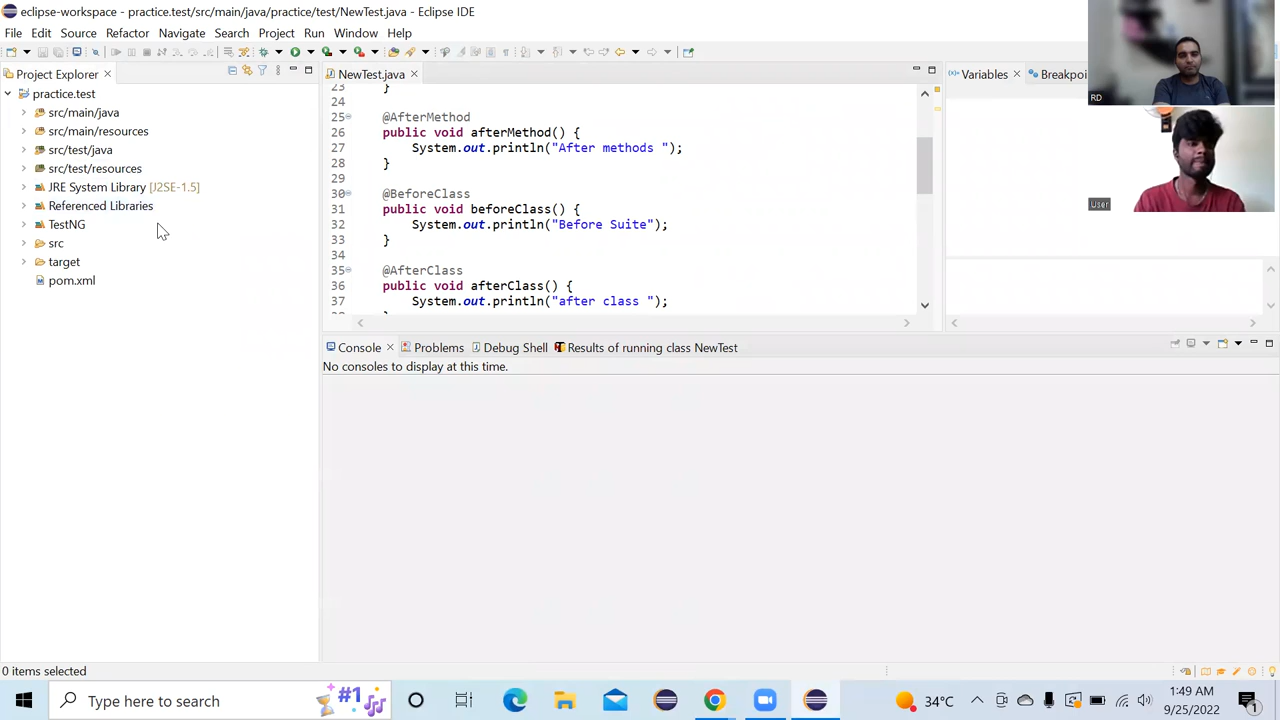 eclipse-workspace - practice.test/src/main/java/practice/test/NewTest.java - Eclipse IDE
File Edit Source Refactor Navigate Search Project Run Window Help
Project Explorer
NewTest.java
Variables
Breakpoi
practice.test
src/main/java
src/main/resources
src/test/java
src/test/resources
JRE System Library [J2SE-1.5]
Referenced Libraries
TestNG
src
target
pom.xml
23 }
24
25 @AfterMethod
26 public void afterMethod() {
27 System.out.println("After methods ");
28 }
29
30 @BeforeClass
31 public void beforeClass() {
32 System.out.println("Before Suite");
33 }
34
35 @AfterClass
36 public void afterClass() {
37 System.out.println("after class ");
RD
User
Console Problems Debug Shell Results of running class NewTest
No consoles to display at this time.
0 items selected
Type here to search
#1
34°C
1:49 AM
9/25/2022
1